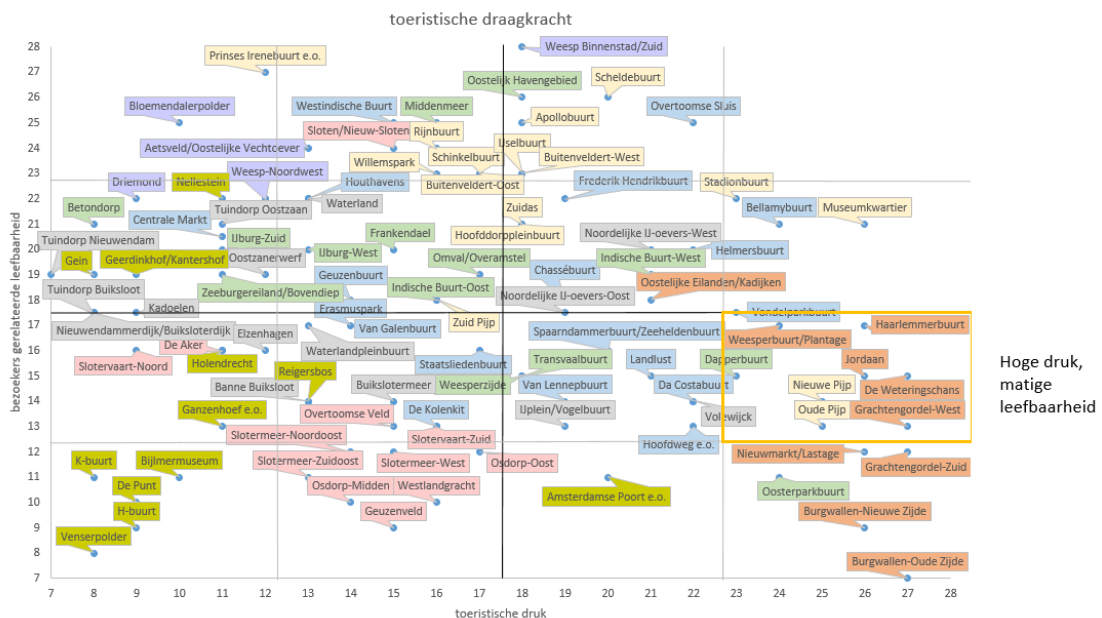 toeristische draagkracht
28
27
26
25
24
23
22
21
20
19
18
17
16
15
14
13
12
11
10
9
8
7
bezoekers gerelateerde leefbaarheid
Weesp Binnenstad/Zuid
Prinses Irenebuurt e.o.
Oostelijk Havengebied
Scheldebuurt
Bloemendalerpolder
Westindische Buurt
Middenmeer
Overtoomse Sluis
Apollobuurt
Sloten/Nieuw-Sloten
Rijnbuurt
Aetsveld/Oostelijke Vechtoever
IJselbuurt
Willemspark
Schinkelbuurt
Buitenveldert-West
Weesp-Noordwest
Driemond
Nellestein
Houthavens
Buitenveldert-Oost
Frederik Hendrikbuurt
Stadionbuurt
Waterland
Betondorp
Tuindorp Oostzaan
Zuidas
Centrale Markt
Bellamybuurt
Museumkwartier
Frankendael
Hoofddorppleinbuurt
Noordelijke IJ-oevers-West
Tuindorp Nieuwendam
IJburg-Zuid
IJburg-West
Helmersbuurt
Gein
Geerdinkhof/Kantershof
Oostzanerwerf
Omval/Overamstel
Indische Buurt-West
Chassébuurt
Geuzenbuurt
Oostelijke Eilanden/Kadijken
Tuindorp Buiksloot
Zeeburgereiland/Bovendiep
Indische Buurt-Oost
Noordelijke IJ-oevers-Oost
Kadoelen
Erasmuspark
Vondelparkbuurt
Zuid Pijp
Nieuwendammerdijk/Buiksloterdijk
Elzenhagen
Van Galenbuurt
Spaarndammerbuurt/Zeeheldenbuurt
Weesperbuurt/Plantage
Haarlemmerbuurt
De Aker
Waterlandpleinbuurt
Slotervaart-Noord
Holendrecht
Reigersbos
Staatsliedenbuurt
Transvaalbuurt
Landlust
Dapperbuurt
Jordaan
Banne Buiksloot
Buikslotermeer
Weesperzijde
Van Lennepbuurt
Da Costabuurt
Nieuwe Pijp
De Weteringschans
Ganzenhoef e.o.
Overtoomse Veld
De Kolenkit
IJplein/Vogelbuurt
Volewijck
Oude Pijp
Grachtengordel-West
Slotermeer-Noordoost
Slotervaart-Zuid
Hoofdweg e.o.
Nieuwmarkt/Lastage
K-buurt
Bijlmermuseum
Slotermeer-Zuidoost
Slotermeer-West
Osdorp-Oost
Grachtengordel-Zuid
De Punt
Osdorp-Midden
Westlandgracht
Amsterdamse Poort e.o.
Oosterparkbuurt
H-buurt
Geuzenveld
Burgwallen-Nieuwe Zijde
Venserpolder
Burgwallen-Oude Zijde
7 8 9 10 11 12 13 14 15 16 17 18 19 20 21 22 23 24 25 26 27 28
toeristische druk
Hoge druk,
matige
leefbaarheid